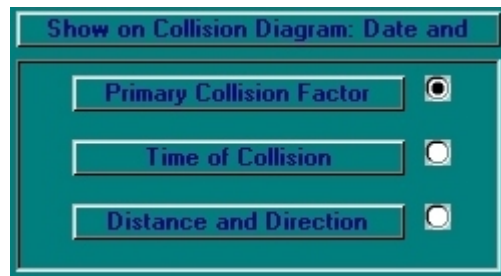 Show on Collision Diagram: Date and
Primary Collision Factor
Time of Collision
Distance and Direction